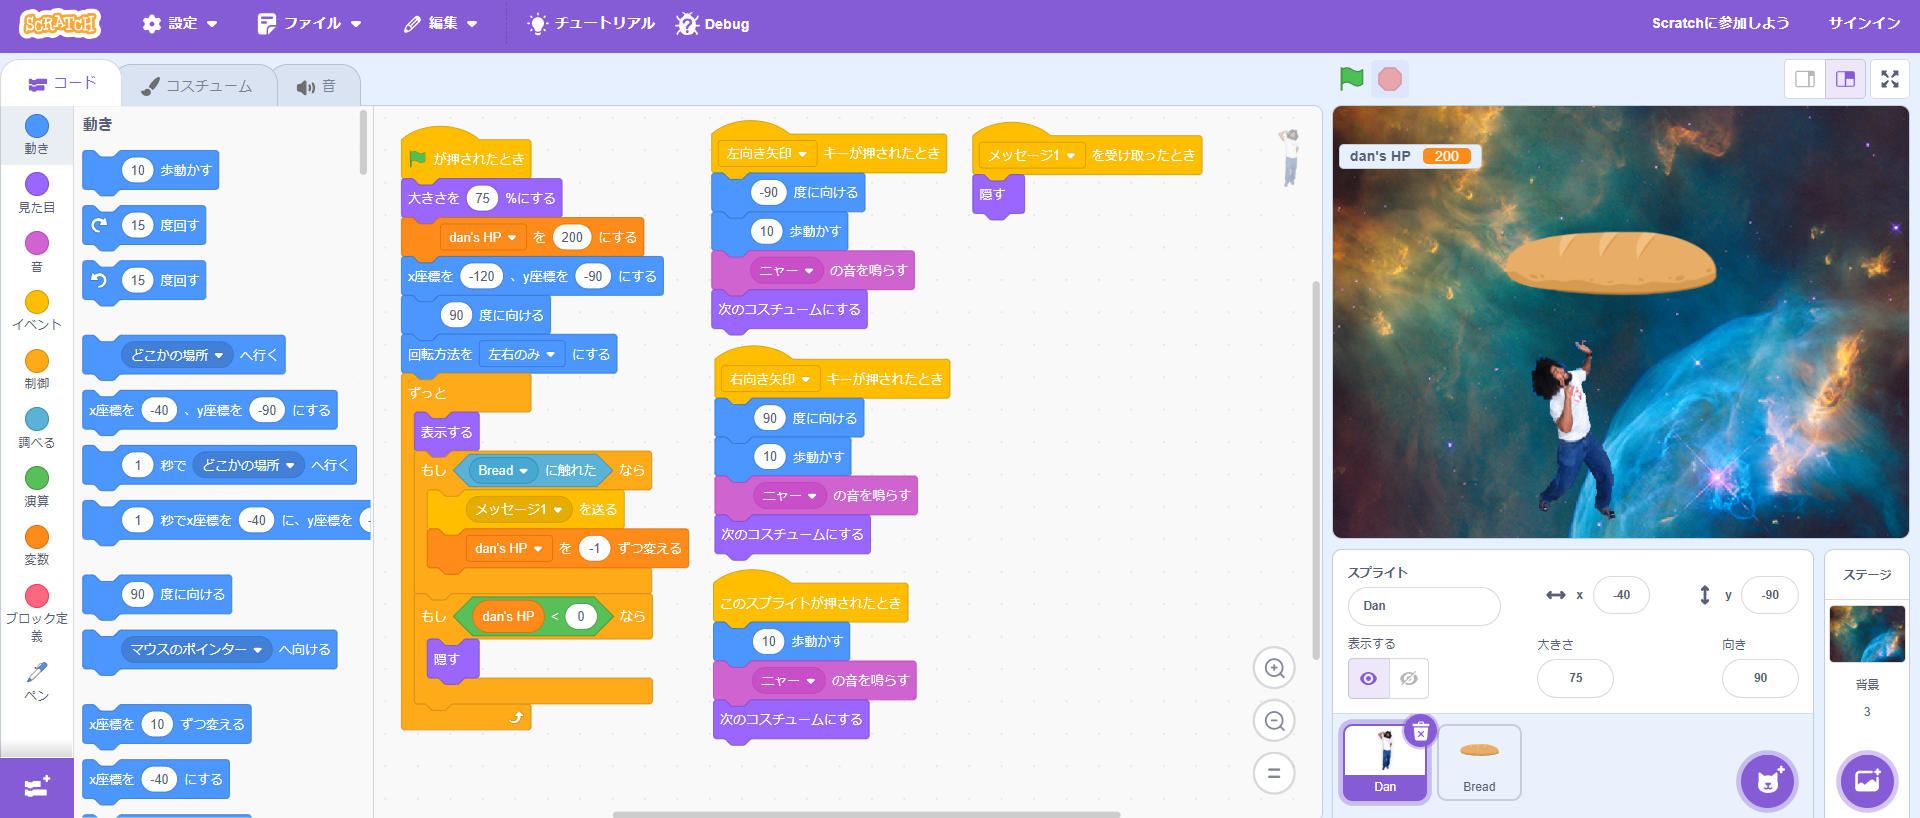 SCRATCH
設定
ファイル
編集
チュートリアル
Debug
Scratchに参加しよう
サインイン
コード
コスチューム
音
動き
見た目
音
イベント
制御
調べる
演算
変数
ブロック定
義
ペン
動き
10 歩動かす
15 度回す
15 度回す
どこかの場所 へ行く
x座標を -40 、y座標を -90 にする
1 秒で どこかの場所 へ行く
1 秒でx座標を -40 に、y座標を
90 度に向ける
マウスのポインター へ向ける
x座標を 10 ずつ変える
x座標を -40 にする
が押されたとき
大きさを 75 %にする
dan's HP を 200 にする
x座標を -120 、y座標を -90 にする
90 度に向ける
回転方法を 左右のみ にする
ずっと
表示する
もし Bread に触れた なら
メッセージ1 を送る
dan's HP を -1 ずつ変える
もし dan's HP < 0 なら
隠す
左向き矢印 キーが押されたとき
-90 度に向ける
10 歩動かす
ニャー の音を鳴らす
次のコスチュームにする
右向き矢印 キーが押されたとき
90 度に向ける
10 歩動かす
ニャー の音を鳴らす
次のコスチュームにする
このスプライトが押されたとき
10 歩動かす
ニャー の音を鳴らす
次のコスチュームにする
メッセージ1 を受け取ったとき
隠す
dan's HP 200
スプライト
Dan
x -40
y -90
表示する
大きさ
75
向き
90
Dan
Bread
ステージ
背景
3